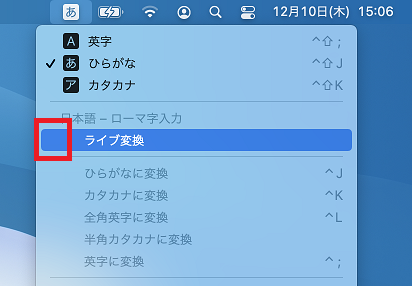 あ 12月10日(木) 15:06
A 英字 ^⇧;
✓ あ ひらがな ^⇧J
ア カタカナ ^⇧K
日本語 – ローマ字入力
ライブ変換
ひらがなに変換 ^J
カタカナに変換 ^K
全角英字に変換 ^L
半角カタカナに変換
英字に変換 ^;